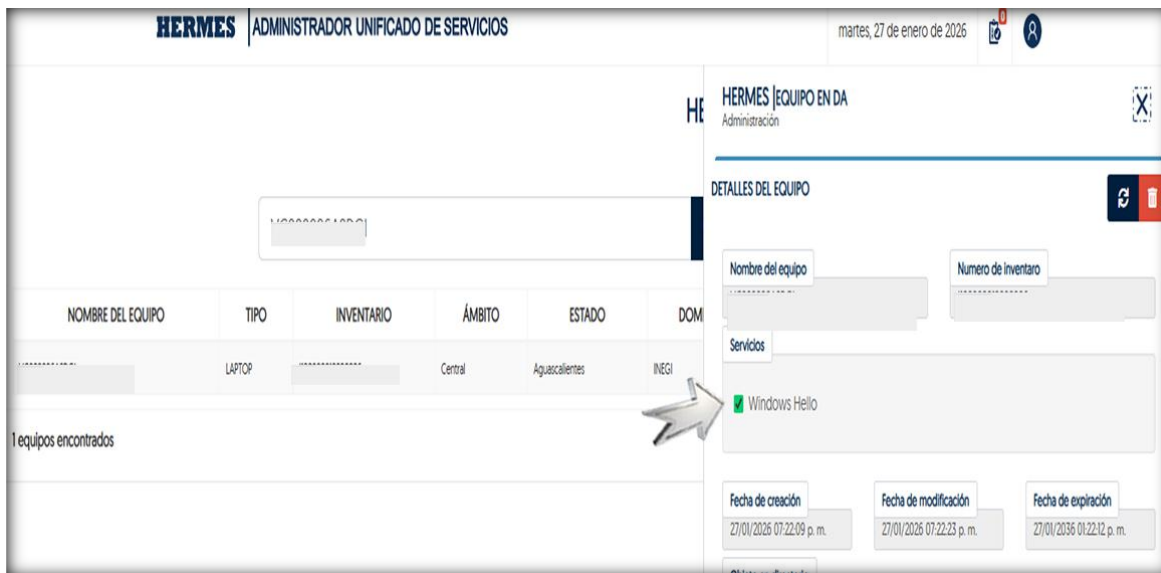 HERMES | ADMINISTRADOR UNIFICADO DE SERVICIOS
martes, 27 de enero de 2026
0
HE
HERMES |EQUIPO EN DA
Administración
DETALLES DEL EQUIPO
Nombre del equipo
Numero de inventaro
NOMBRE DEL EQUIPO TIPO INVENTARIO ÁMBITO ESTADO DOM
LAPTOP Central Aguascalientes INEGI
1 equipos encontrados
Servicios
Windows Hello
Fecha de creación
27/01/2026 07:22:09 p. m.
Fecha de modificación
27/01/2026 07:22:23 p. m.
Fecha de expiración
27/01/2036 01:22:12 p. m.